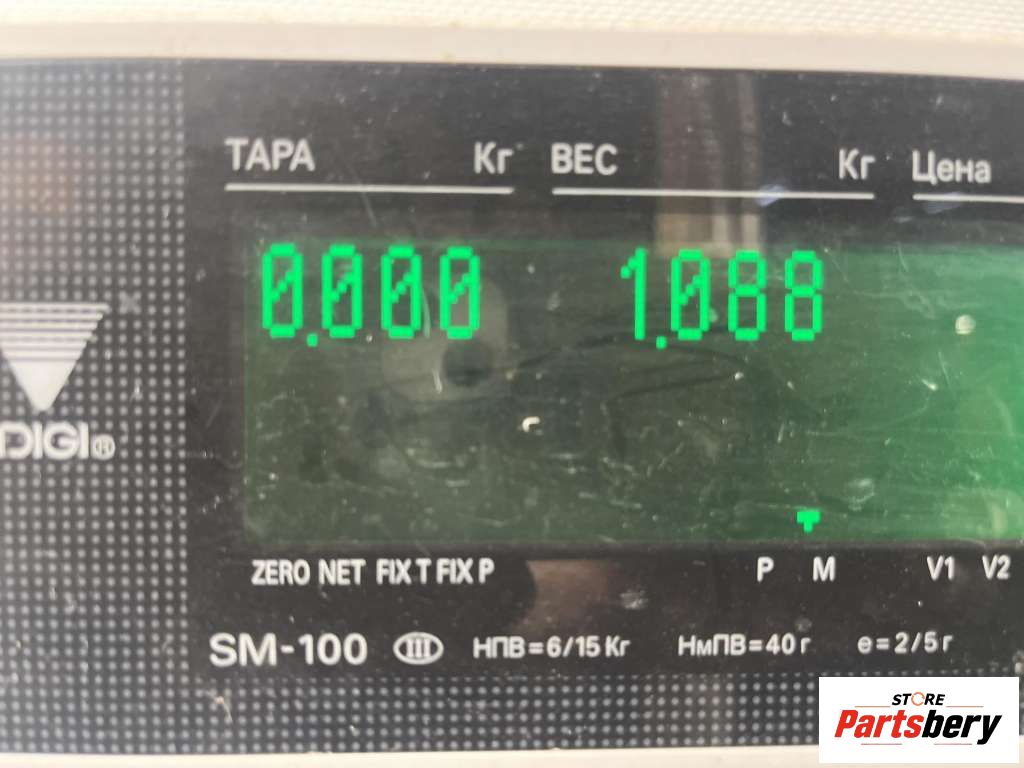 ТАРА Кг ВЕС Кг Цена
0.000 1.088
DIGI®
ZERO NET FIX T FIX P P M V1 V2
SM-100 III НПВ=6/15 Кг НмПВ=40 г e=2/5 г
STORE
Partsbery